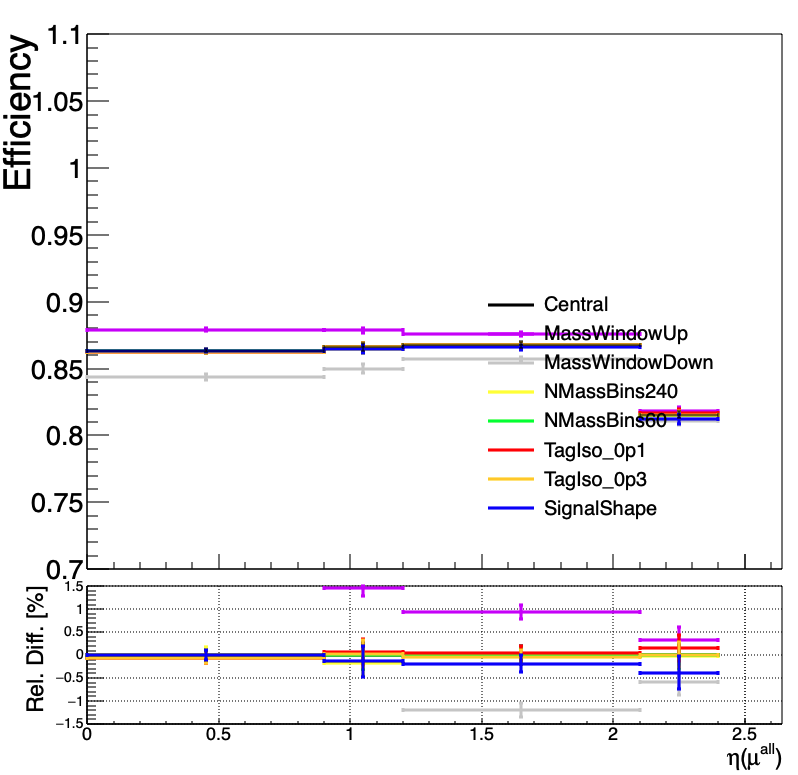 Efficiency
1.1
1.05
1
0.95
0.9
0.85
0.8
0.75
0.7
Central
MassWindowUp
MassWindowDown
NMassBins240
NMassBins60
TagIso_0p1
TagIso_0p3
SignalShape
Rel. Diff. [%]
1.5
1
0.5
0
−0.5
−1
−1.5
0 0.5 1 1.5 2 2.5
η(μ^all)